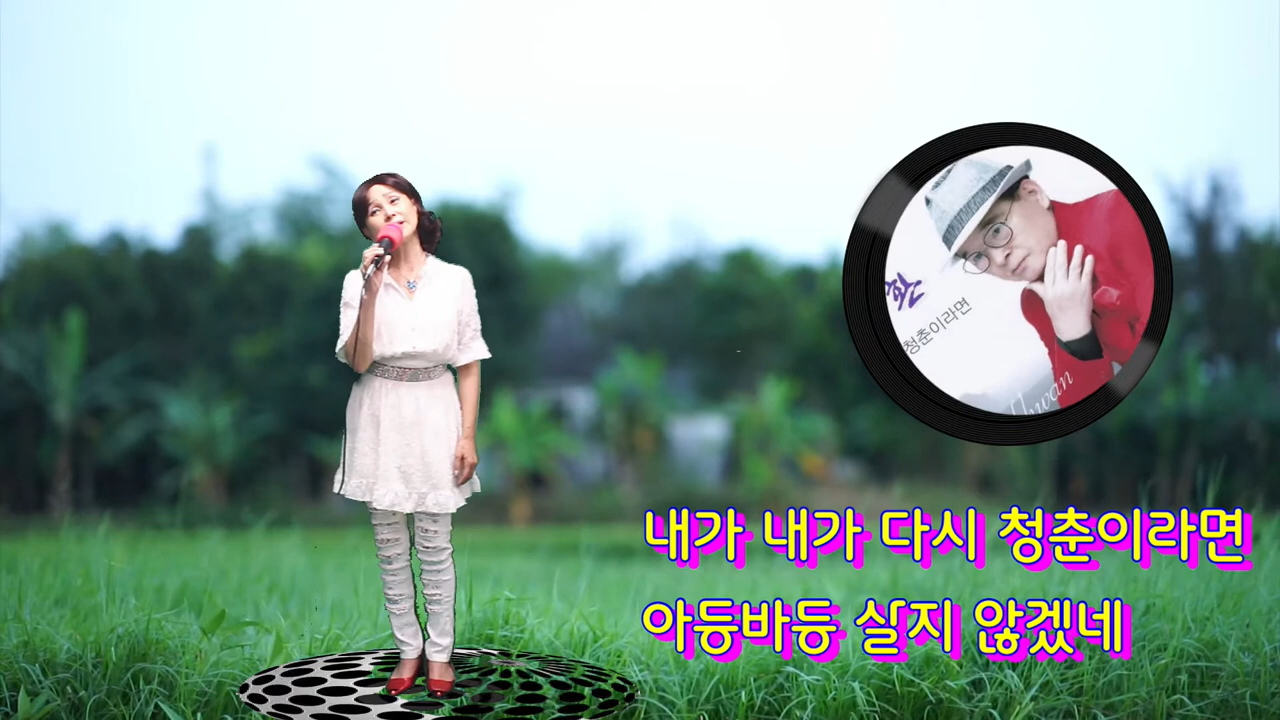 청춘이라면
내가 내가 다시 청춘이라면
아등바등 살지 않겠네